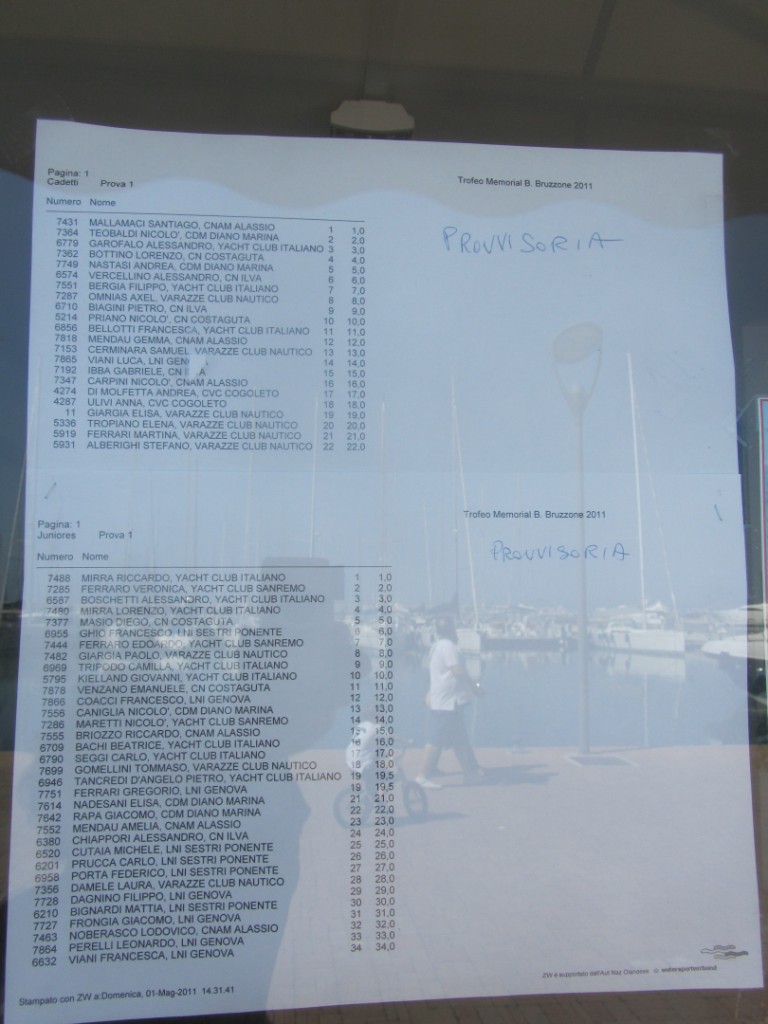 Pagina: 1
Trofeo Memorial B. Bruzzone 2011
Cadetti Prova 1
Numero Nome
PROVVISORIA
7431 MALLAMACI SANTIAGO, CNAM ALASSIO 1 1,0
7364 TEOBALDI NICOLO', CDM DIANO MARINA 2 2,0
6779 GAROFALO ALESSANDRO, YACHT CLUB ITALIANO 3 3,0
7362 BOTTINO LORENZO, CN COSTAGUTA 4 4,0
7749 NASTASI ANDREA, CDM DIANO MARINA 5 5,0
6574 VERCELLINO ALESSANDRO, CN ILVA 6 6,0
7551 BERGIA FILIPPO, YACHT CLUB ITALIANO 7 7,0
7287 OMNIAS AXEL, VARAZZE CLUB NAUTICO 8 8,0
6710 BIAGINI PIETRO, CN ILVA 9 9,0
5214 PRIANO NICOLO', CN COSTAGUTA 10 10,0
6856 BELLOTTI FRANCESCA, YACHT CLUB ITALIANO 11 11,0
7818 MENDAU GEMMA, CNAM ALASSIO 12 12,0
7153 CERMINARA SAMUEL, VARAZZE CLUB NAUTICO 13 13,0
7865 VIANI LUCA, LNI 14 14,0
7192 IBBA GABRIELE, CN 15 15,0
7347 CARPINI NICOLO', CNAM ALASSIO 16 16,0
4274 DI MOLFETTA ANDREA, CVC COGOLETO 17 17,0
4287 ULIVI ANNA, CVC COGOLETO 18 18,0
11 GIARGIA ELISA, VARAZZE CLUB NAUTICO 19 19,0
5336 TROPIANO ELENA, VARAZZE CLUB NAUTICO 20 20,0
5919 FERRARI MARTINA, VARAZZE CLUB NAUTICO 21 21,0
5931 ALBERIGHI STEFANO, VARAZZE CLUB NAUTICO 22 22,0
Trofeo Memorial B. Bruzzone 2011
Pagina: 1
Juniores Prova 1
PROVVISORIA
Numero Nome
7488 MIRRA RICCARDO, YACHT CLUB ITALIANO 1 1,0
7285 FERRARO VERONICA, YACHT CLUB SANREMO 2 2,0
6587 BOSCHETTI ALESSANDRO, YACHT CLUB ITALIANO 3 3,0
7480 MIRRA LORENZO, YACHT CLUB ITALIANO 4 4,0
7377 MASIO DIEGO, CN COSTAGUTA 5 5,0
6955 GHIO FRANCESCO, LNI SESTRI PONENTE 6 6,0
7444 FERRARO EDOARDO, YACHT CLUB SANREMO 7 7,0
7482 GIARGIA PAOLO, VARAZZE CLUB NAUTICO 8 8,0
6969 TRIFODO CAMILLA, YACHT CLUB ITALIANO 9 9,0
5795 KIELLAND GIOVANNI, YACHT CLUB ITALIANO 10 10,0
7878 VENZANO EMANUELE, CN COSTAGUTA 11 11,0
7866 COACCI FRANCESCO, LNI GENOVA 12 12,0
7556 CANIGLIA NICOLO', CDM DIANO MARINA 13 13,0
7286 MARETTI NICOLO', YACHT CLUB SANREMO 14 14,0
7555 BRIOZZO RICCARDO, CNAM ALASSIO 15 15,0
6709 BACHI BEATRICE, YACHT CLUB ITALIANO 16 16,0
6790 SEGGI CARLO, YACHT CLUB ITALIANO 17 17,0
7699 GOMELLINI TOMMASO, VARAZZE CLUB NAUTICO 18 18,0
6946 TANCREDI D'ANGELO PIETRO, YACHT CLUB ITALIANO 19 19,5
7751 FERRARI GREGORIO, LNI GENOVA 19 19,5
7614 NADESANI ELISA, CDM DIANO MARINA 21 21,0
7642 RAPA GIACOMO, CDM DIANO MARINA 22 22,0
7552 MENDAU AMELIA, CNAM ALASSIO 23 23,0
6380 CHIAPPORI ALESSANDRO, CN ILVA 24 24,0
6520 CUTAIA MICHELE, LNI SESTRI PONENTE 25 25,0
6201 PRUCCA CARLO, LNI SESTRI PONENTE 26 26,0
6958 PORTA FEDERICO, LNI SESTRI PONENTE 27 27,0
7356 DAMELE LAURA, VARAZZE CLUB NAUTICO 28 28,0
7728 DAGNINO FILIPPO, LNI GENOVA 29 29,0
6210 BIGNARDI MATTIA, LNI SESTRI PONENTE 30 30,0
7727 FRONGIA GIACOMO, LNI GENOVA 31 31,0
7463 NOBERASCO LODOVICO, CNAM ALASSIO 32 32,0
7864 PERELLI LEONARDO, LNI GENOVA 33 33,0
6632 VIANI FRANCESCA, LNI GENOVA 34 34,0
Stampato con ZW a:Domenica, 01-Mag-2011 14.31.41
ZW è supportato dall'Aut Naz